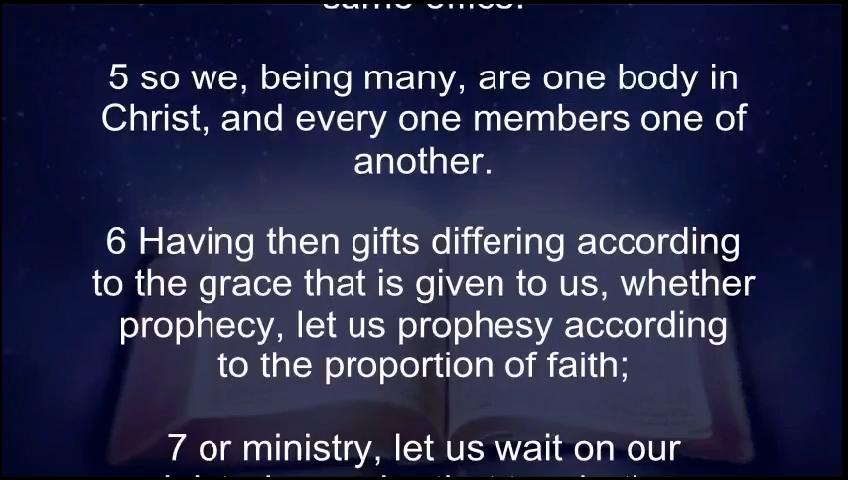 same office:
5 so we, being many, are one body in
Christ, and every one members one of
another.
6 Having then gifts differing according
to the grace that is given to us, whether
prophecy, let us prophesy according
to the proportion of faith;
7 or ministry, let us wait on our